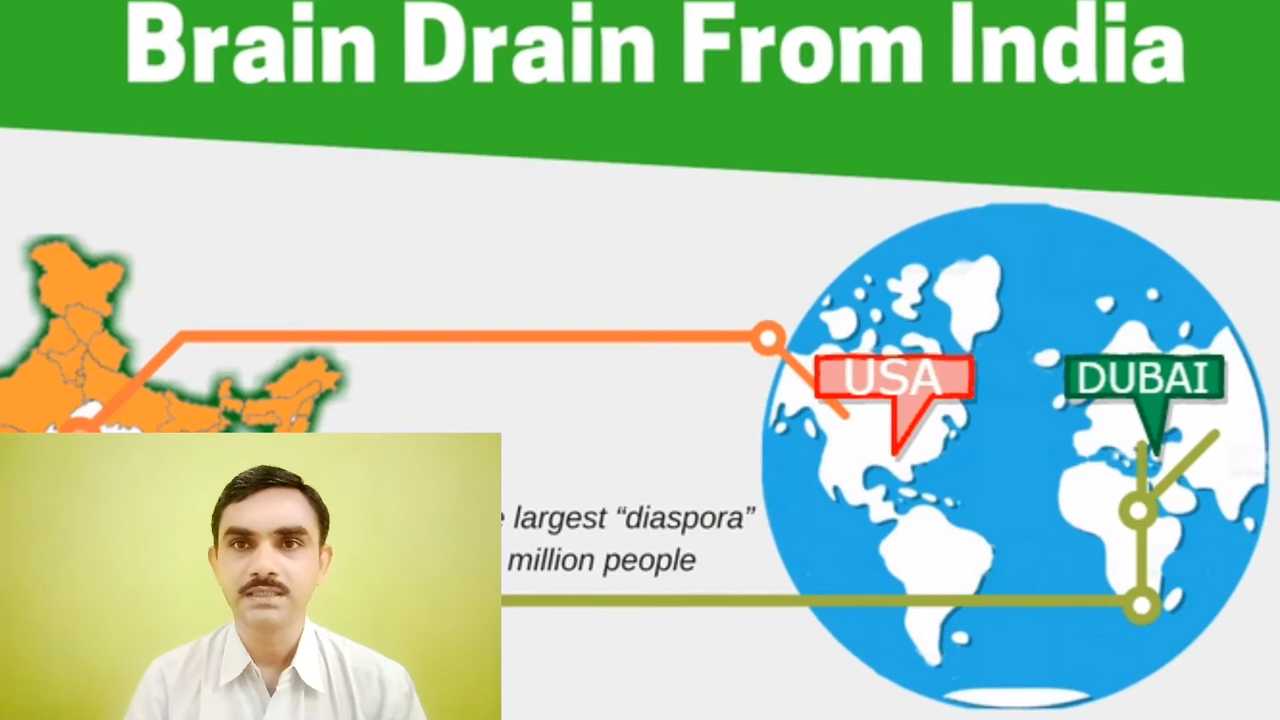 Brain Drain From India
USA
DUBAI
largest “diaspora”
million people